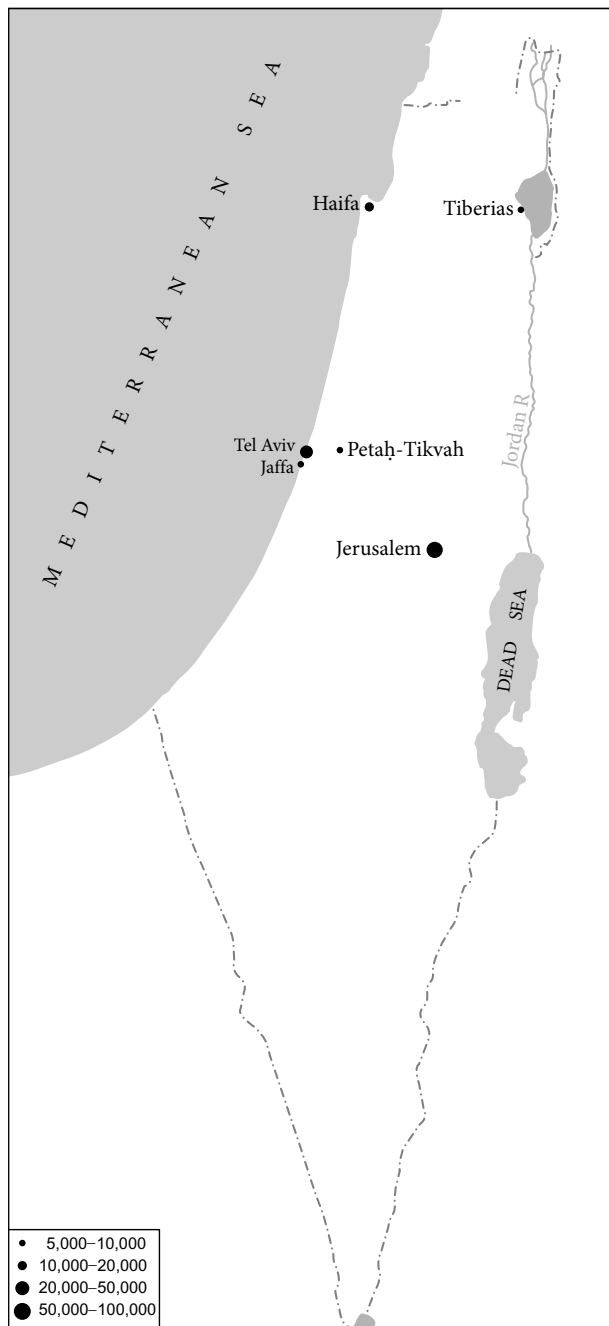 MEDITERRANEAN SEA
Haifa
Tiberias
Jordan R
Tel Aviv
Jaffa
Petaḥ-Tikvah
Jerusalem
DEAD SEA
5,000–10,000
10,000–20,000
20,000–50,000
50,000–100,000